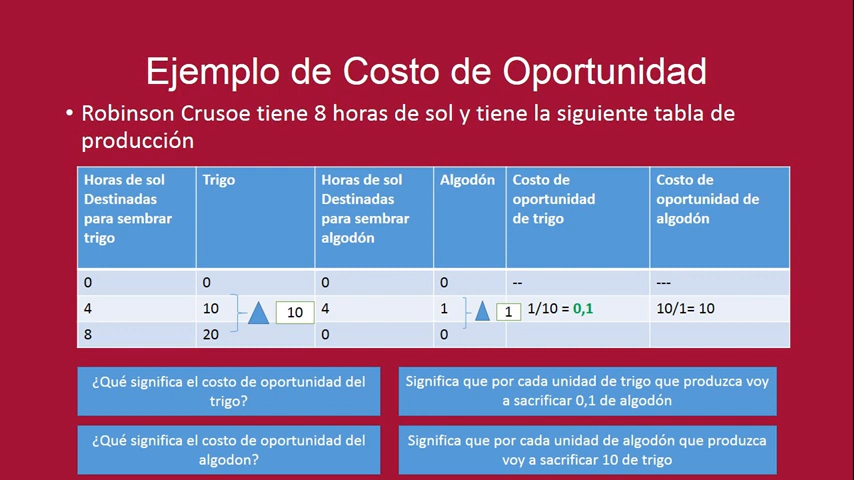 Ejemplo de Costo de Oportunidad
• Robinson Crusoe tiene 8 horas de sol y tiene la siguiente tabla de
producción
Horas de sol
Destinadas
para sembrar
trigo
Trigo
Horas de sol
Destinadas
para sembrar
algodón
Algodón
Costo de
oportunidad
de trigo
Costo de
oportunidad de
algodón
0 0 0 0 -- ---
4 10 10 4 1 1 1/10 = 0,1 10/1= 10
8 20 0 0
¿Qué significa el costo de oportunidad del
trigo?
Significa que por cada unidad de trigo que produzca voy
a sacrificar 0,1 de algodón
¿Qué significa el costo de oportunidad del
algodon?
Significa que por cada unidad de algodón que produzca
voy a sacrificar 10 de trigo